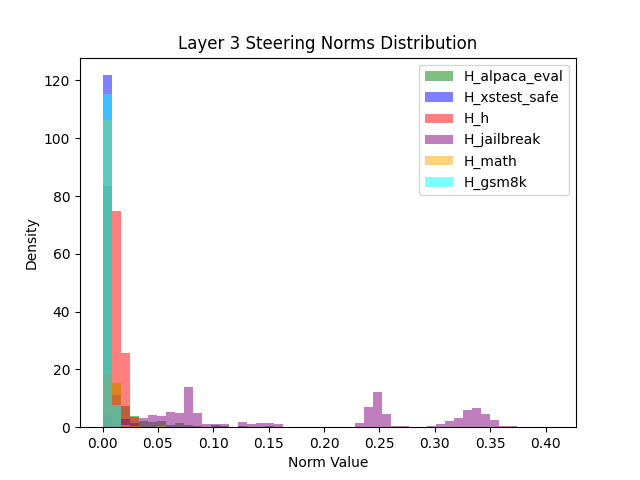 Layer 3 Steering Norms Distribution
H_alpaca_eval
H_xstest_safe
H_h
H_jailbreak
H_math
H_gsm8k
120
100
80
60
40
20
0
Density
0.00 0.05 0.10 0.15 0.20 0.25 0.30 0.35 0.40
Norm Value